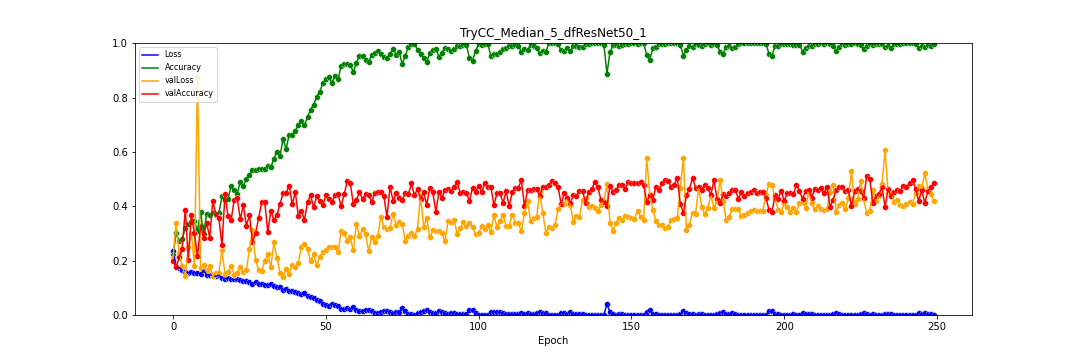 TryCC_Median_5_dfResNet50_1
1.0
0.8
0.6
0.4
0.2
0.0
Loss
Accuracy
valLoss
valAccuracy
0 50 100 150 200 250
Epoch